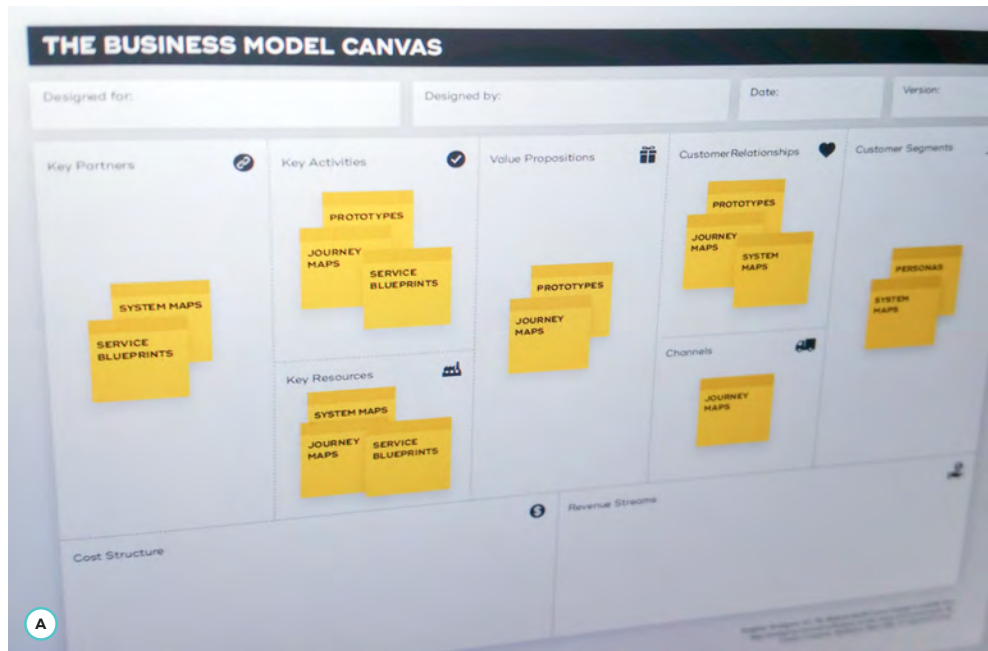 THE BUSINESS MODEL CANVAS
Designed for:
Designed by:
Date:
Version:
Key Partners
SYSTEM MAPS
SERVICE
BLUEPRINTS
Key Activities
PROTOTYPES
JOURNEY
MAPS
SERVICE
BLUEPRINTS
Key Resources
SYSTEM MAPS
JOURNEY
MAPS
SERVICE
BLUEPRINTS
Value Propositions
PROTOTYPES
JOURNEY
MAPS
Customer Relationships
PROTOTYPES
JOURNEY
MAPS
SYSTEM
MAPS
Channels
JOURNEY
MAPS
Customer Segments
PERSONAS
SYSTEM
MAPS
Cost Structure
Revenue Streams
A